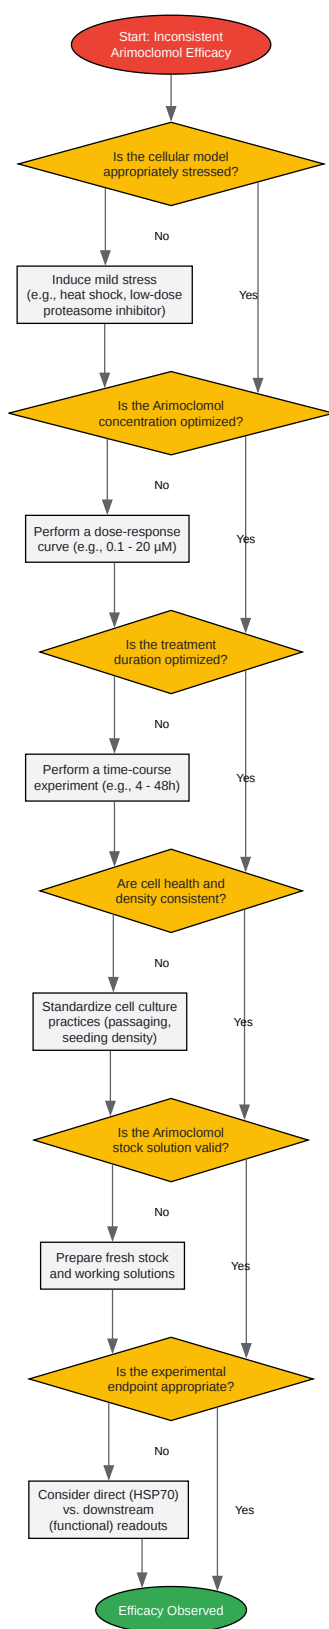 Start: Inconsistent
Arimoclomol Efficacy
Is the cellular model
appropriately stressed?
No
Induce mild stress
(e.g., heat shock, low-dose
proteasome inhibitor)
Yes
Is the Arimoclomol
concentration optimized?
No
Perform a dose-response
curve (e.g., 0.1 - 20 µM)
Yes
Is the treatment
duration optimized?
No
Perform a time-course
experiment (e.g., 4 - 48h)
Yes
Are cell health and
density consistent?
No
Standardize cell culture
practices (passaging,
seeding density)
Yes
Is the Arimoclomol
stock solution valid?
No
Prepare fresh stock
and working solutions
Yes
Is the experimental
endpoint appropriate?
No
Consider direct (HSP70)
vs. downstream
(functional) readouts
Yes
Efficacy Observed